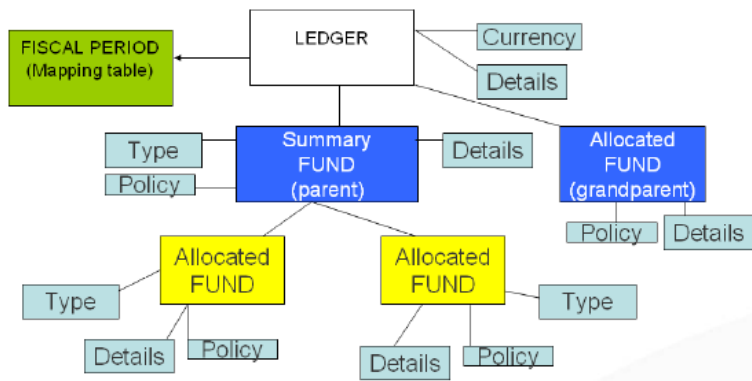 FISCAL PERIOD
(Mapping table)
LEDGER
Currency
Details
Type
Policy
Summary
FUND
(parent)
Details
Allocated
FUND
(grandparent)
Policy
Details
Allocated
FUND
Type
Details
Policy
Allocated
FUND
Type
Details
Policy